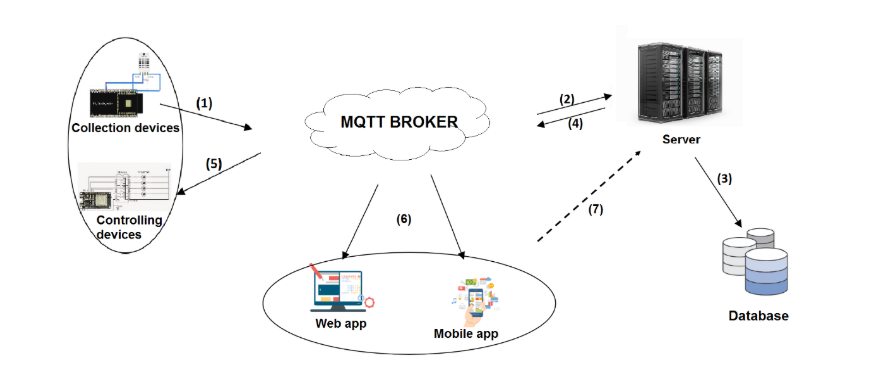 (1)
Collection devices
(5)
Controlling
devices
MQTT BROKER
(2)
(4)
Server
(3)
(6)
(7)
Web app
Mobile app
Database